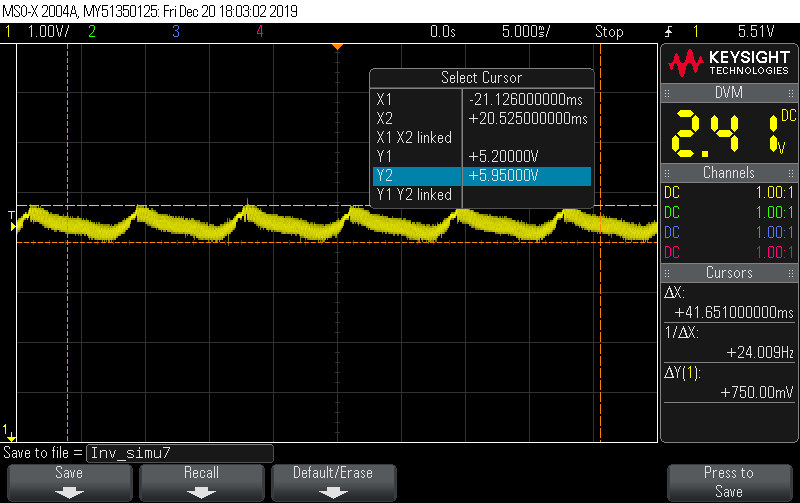 MSO-X 2004A, MY51350125: Fri Dec 20 18:03:02 2019
1 1.00V/ 2 3 4 0.0s 5.000ms/ Stop 1 5.51V
KEYSIGHT
TECHNOLOGIES
Select Cursor
X1 -21.126000000ms
X2 +20.525000000ms
X1 X2 linked
Y1 +5.20000V
Y2 +5.95000V
Y1 Y2 linked
DVM
2.41 DC V
Channels
DC 1.00:1
DC 1.00:1
DC 1.00:1
DC 1.00:1
Cursors
ΔX:
+41.651000000ms
1/ΔX:
+24.009Hz
ΔY(1):
+750.00mV
T
1
Save to file = Inv_simu7
Save Recall Default/Erase Press to
Save